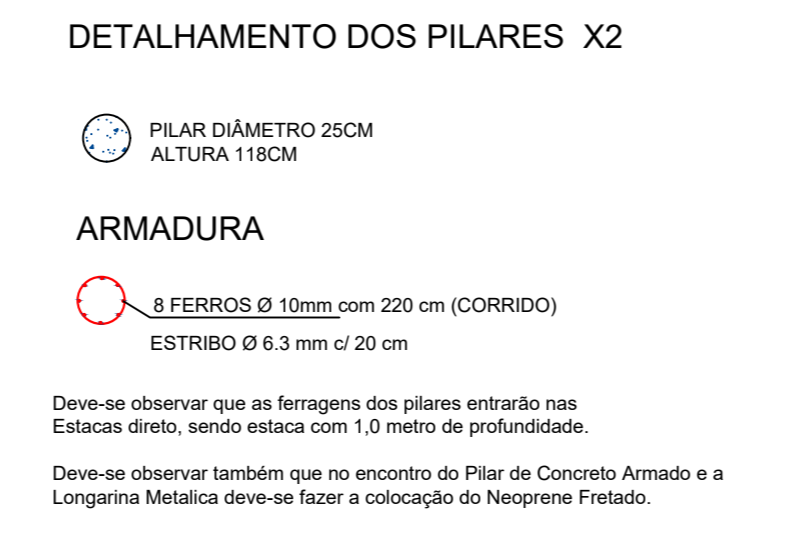 DETALHAMENTO DOS PILARES X2
PILAR DIÂMETRO 25CM
ALTURA 118CM
ARMADURA
8 FERROS Ø 10mm com 220 cm (CORRIDO)
ESTRIBO Ø 6.3 mm c/ 20 cm
Deve-se observar que as ferragens dos pilares entrarão nas
Estacas direto, sendo estaca com 1,0 metro de profundidade.
Deve-se observar também que no encontro do Pilar de Concreto Armado e a
Longarina Metalica deve-se fazer a colocação do Neoprene Fretado.